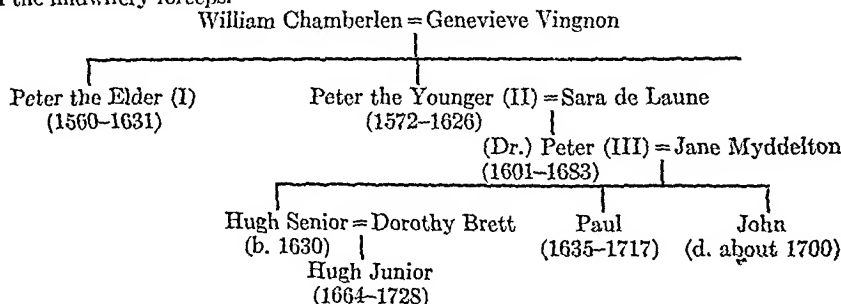 the midwifery forceps.
William Chamberlen = Genevieve Vingnon
Peter the Elder (I) Peter the Younger (II) = Sara de Laune
(1560–1631) (1572–1626)
(Dr.) Peter (III) = Jane Myddelton
(1601–1683)
Hugh Senior = Dorothy Brett Paul John
(b. 1630) (1635–1717) (d. about 1700)
Hugh Junior
(1664–1728)